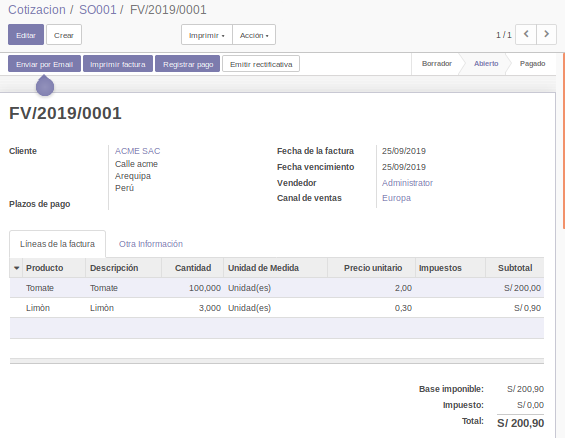 Cotizacion / SO001 / FV/2019/0001
Editar Crear Imprimir Acción 1 / 1
Enviar por Email Imprimir factura Registrar pago Emitir rectificativa Borrador Abierto Pagado
FV/2019/0001
Cliente ACME SAC Fecha de la factura 25/09/2019
Calle acme Fecha vencimiento 25/09/2019
Arequipa Vendedor Administrator
Perú Canal de ventas Europa
Plazos de pago
Líneas de la factura Otra Información
Producto Descripción Cantidad Unidad de Medida Precio unitario Impuestos Subtotal
Tomate Tomate 100,000 Unidad(es) 2,00 S/ 200,00
Limòn Limòn 3,000 Unidad(es) 0,30 S/ 0,90
Base imponible: S/ 200,90
Impuesto: S/ 0,00
Total: S/ 200,90